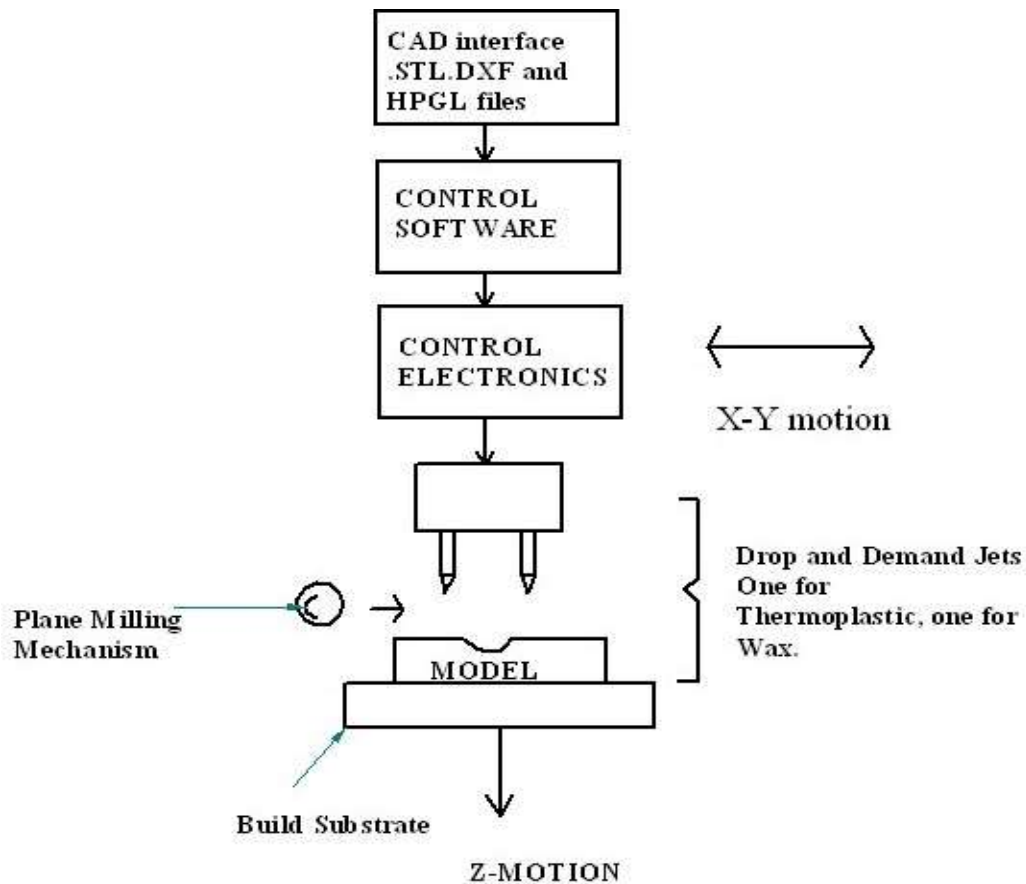 CAD interface
.STL.DXF and
HPGL files
CONTROL
SOFTWARE
CONTROL
ELECTRONICS
X-Y motion
Drop and Demand Jets
One for
Thermoplastic, one for
Wax.
Plane Milling
Mechanism
MODEL
Build Substrate
Z-MOTION